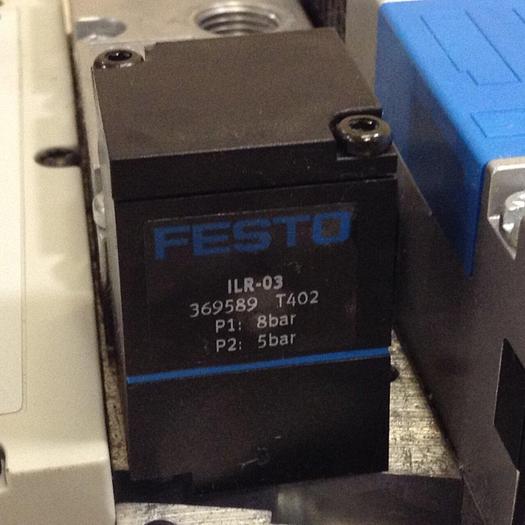 FESTO
ILR-03
369589 T402
P1: 8bar
P2: 5bar